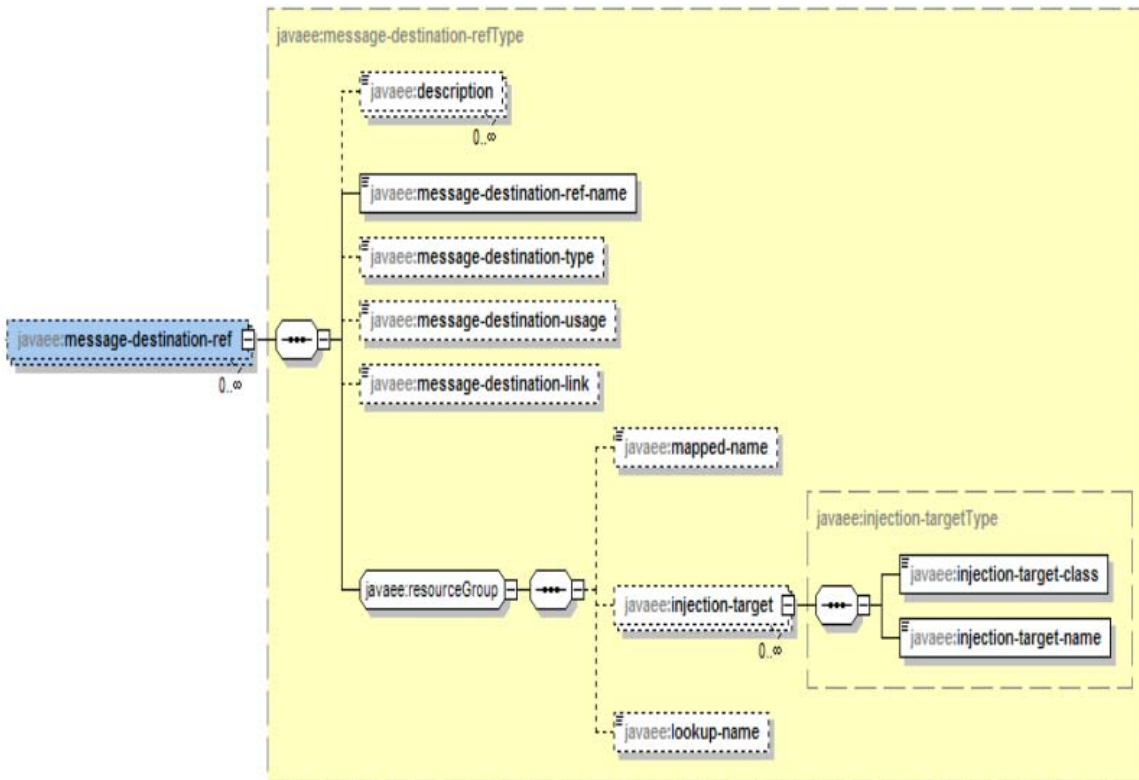 javaee:message-destination-refType
javaee:description
0..∞
javaee:message-destination-ref-name
javaee:message-destination-type
javaee:message-destination-usage
javaee:message-destination-ref
0..∞
javaee:message-destination-link
javaee:mapped-name
javaee:injection-targetType
javaee:resourceGroup
javaee:injection-target
0..∞
javaee:injection-target-class
javaee:injection-target-name
javaee:lookup-name